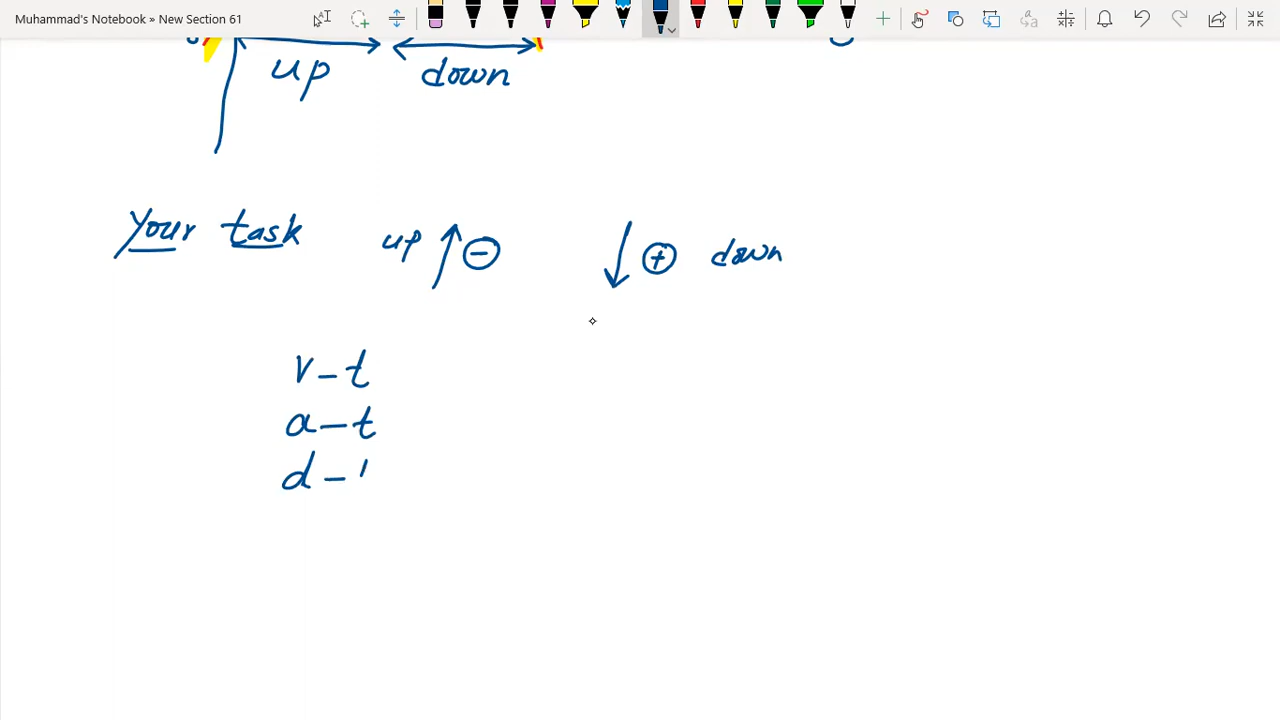 Muhammad's Notebook » New Section 61
up down
Your task up − + down
v - t
a - t
d -